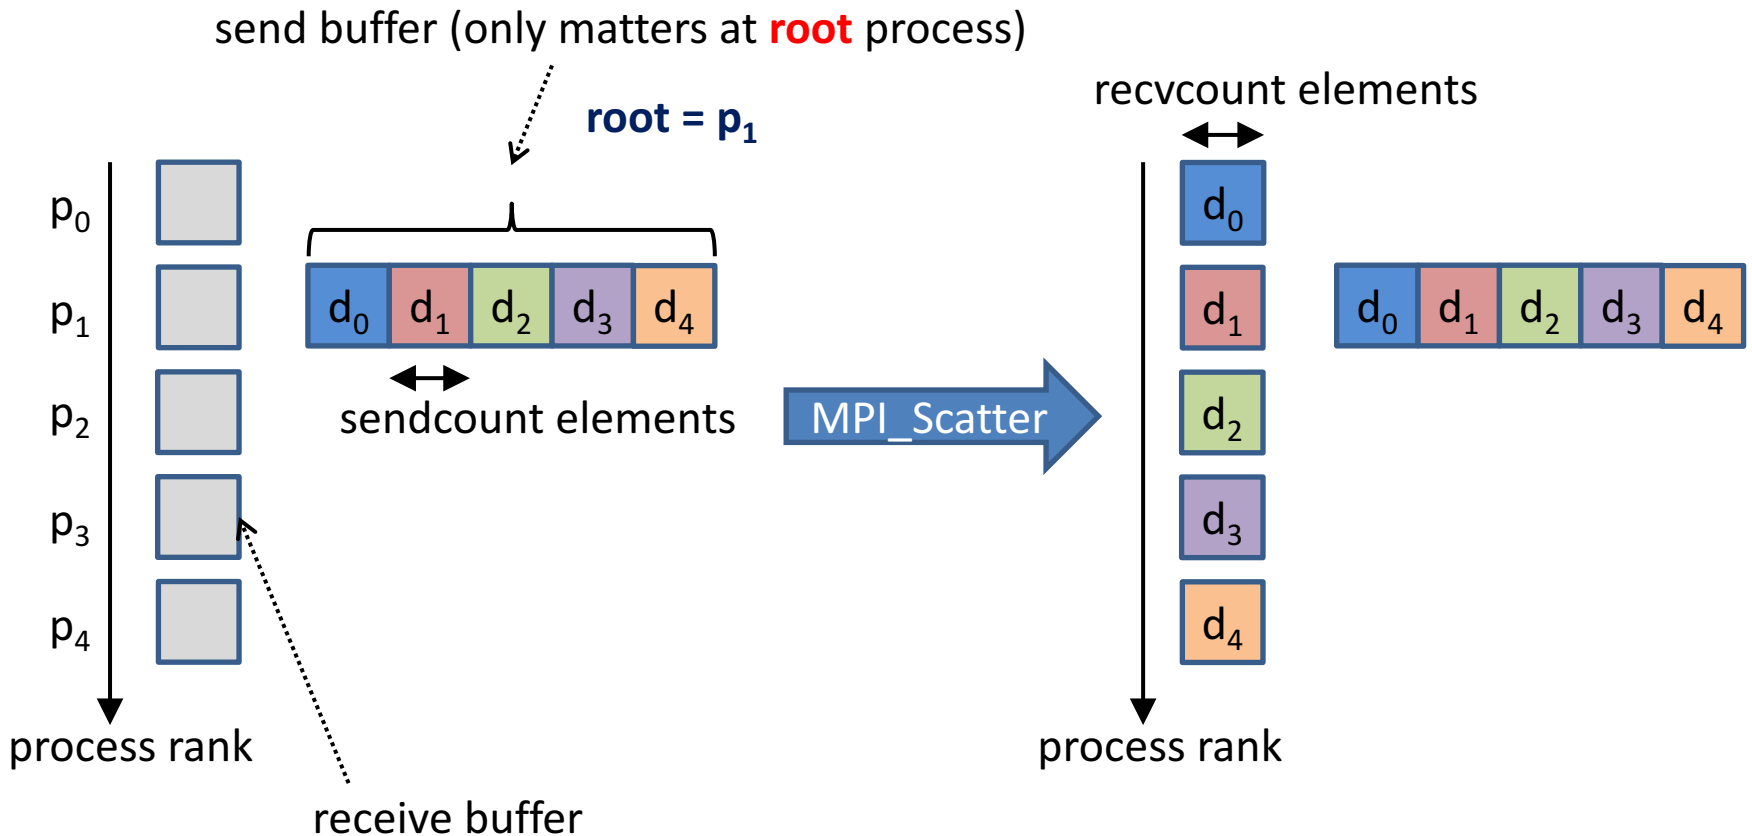 send buffer (only matters at root process)
root = p₁
recvcount elements
p₀
p₁
p₂
p₃
p₄
d₀ d₁ d₂ d₃ d₄
sendcount elements
process rank
receive buffer
MPI_Scatter
d₀
d₁
d₂
d₃
d₄
d₀ d₁ d₂ d₃ d₄
process rank